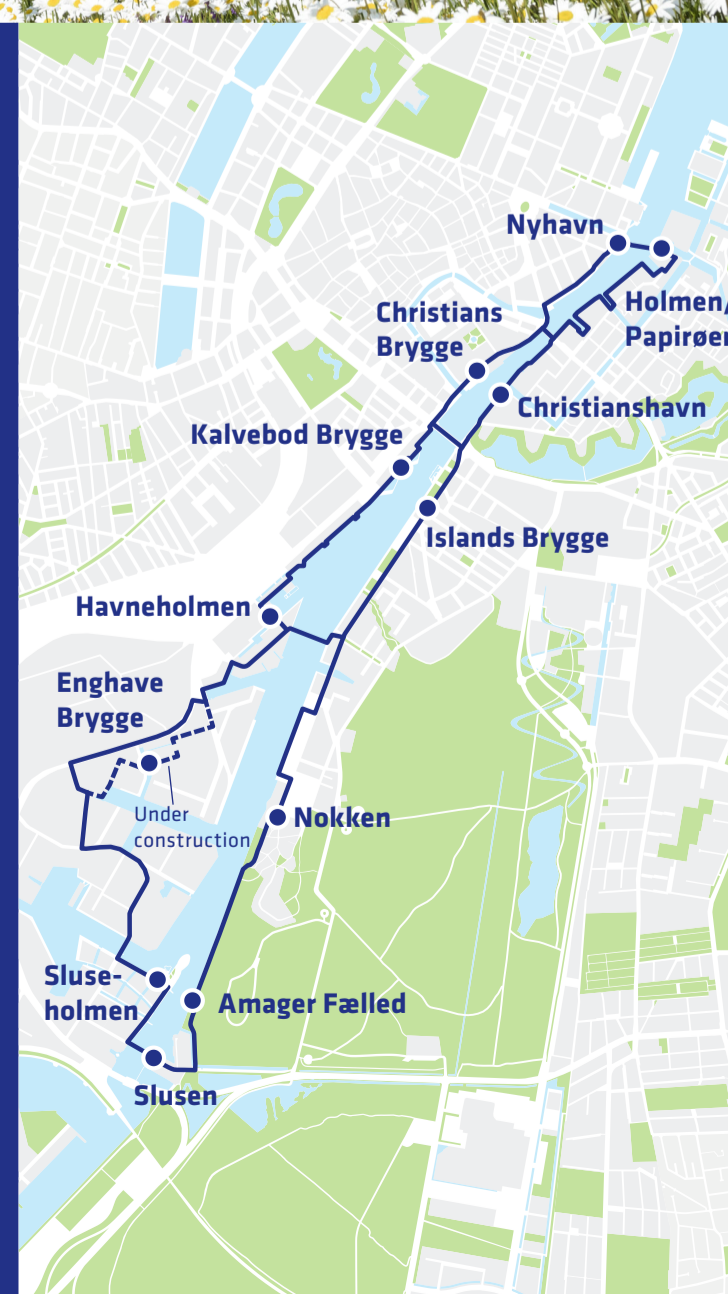 Nyhavn
Holmen/
Christians
Brygge
Christianshavn
Kalvebod Brygge
Islands Brygge
Havneholmen
Enghave
Brygge
Under
construction
Nokken
Sluse-
holmen
Amager Fælled
Slusen